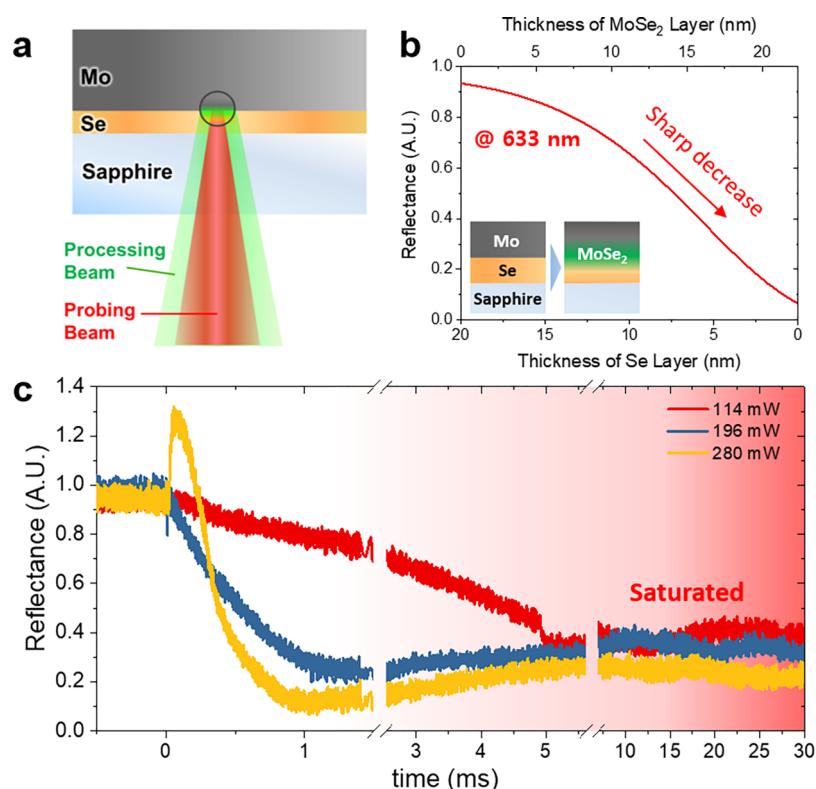 a
Mo
Se
Sapphire
Processing
Beam
Probing
Beam
b
Thickness of MoSe₂ Layer (nm)
0 5 10 15 20
Reflectance (A.U.)
1.0
0.8
0.6
0.4
0.2
0.0
@ 633 nm
Sharp decrease
Mo
Se
Sapphire
MoSe₂
20 15 10 5 0
Thickness of Se Layer (nm)
c
Reflectance (A.U.)
1.4
1.2
1.0
0.8
0.6
0.4
0.2
0.0
114 mW
196 mW
280 mW
Saturated
0 1 3 4 5 10 15 20 25 30
time (ms)